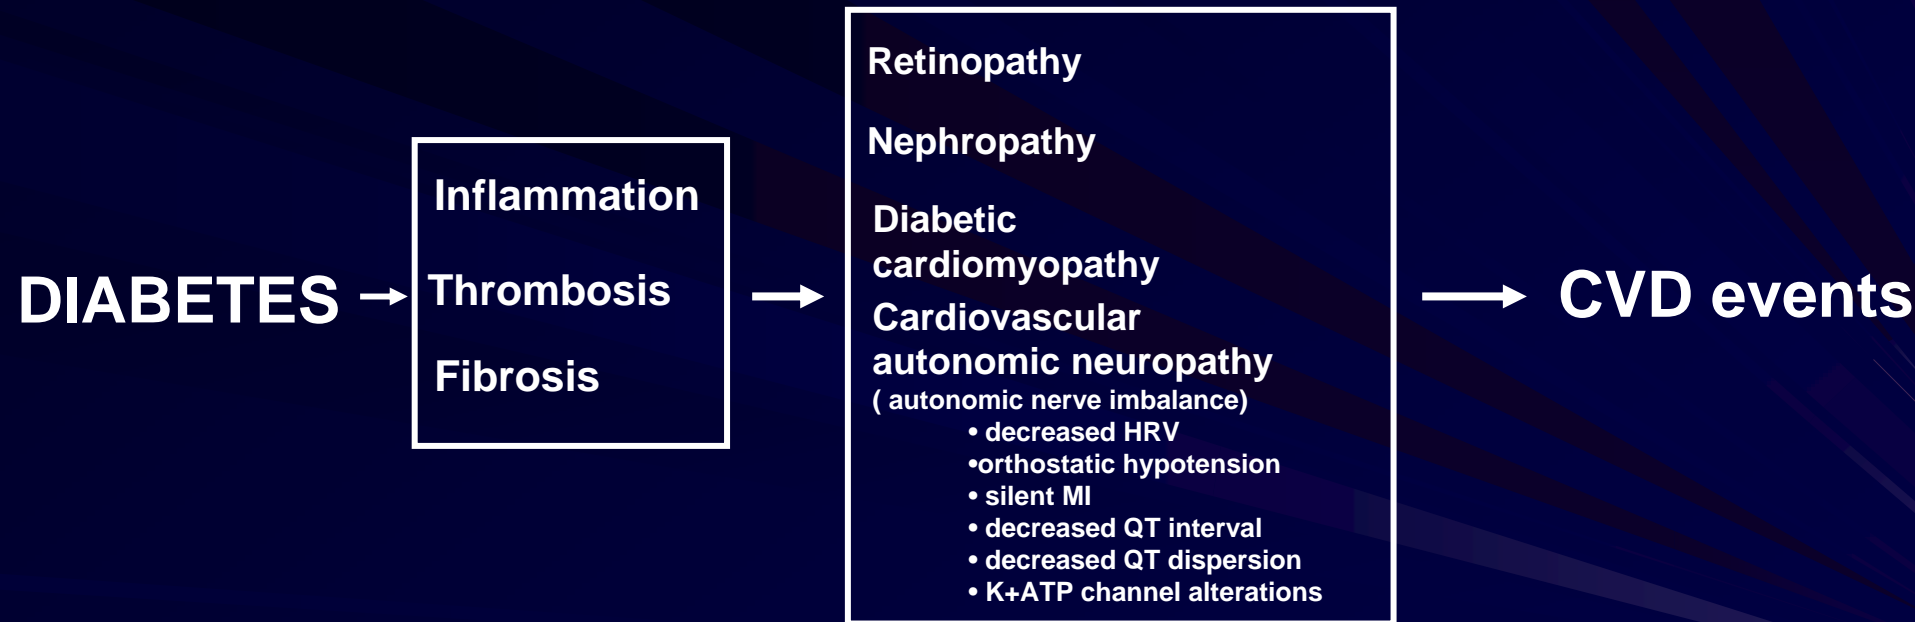 DIABETES
Inflammation
Thrombosis
Fibrosis
Retinopathy
Nephropathy
Diabetic
cardiomyopathy
Cardiovascular
autonomic neuropathy
( autonomic nerve imbalance)
• decreased HRV
•orthostatic hypotension
• silent MI
• decreased QT interval
• decreased QT dispersion
• K+ATP channel alterations
CVD events